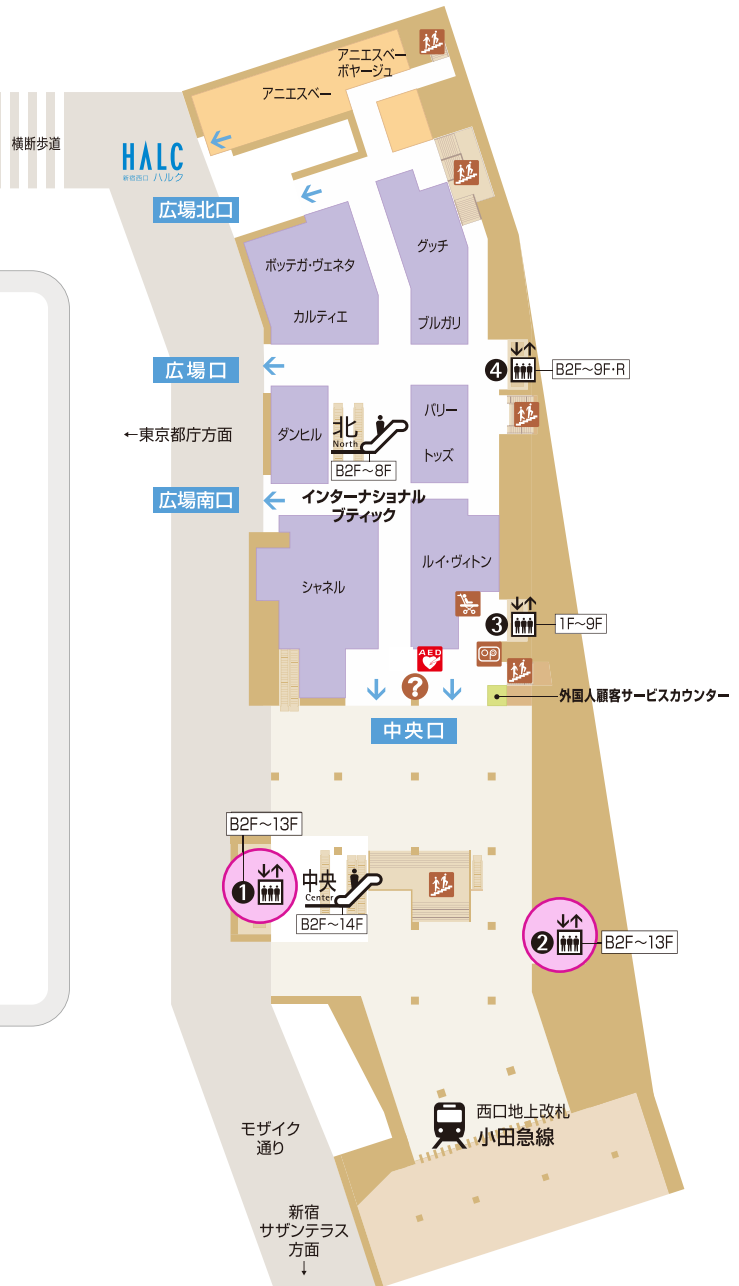 アニエスベー
ボヤージュ
アニエスベー
横断歩道
HALC
新宿西口 ハルク
広場北口
グッチ
ボッテガ・ヴェネタ
カルティエ
ブルガリ
広場口
4
B2F～9F・R
バリー
←東京都庁方面
ダンヒル
北
North
トッズ
B2F～8F
広場南口
インターナショナル
ブティック
シャネル
ルイ・ヴィトン
3
1F～9F
AED
?
外国人顧客サービスカウンター
中央口
B2F～13F
1
中央
Center
B2F～14F
2
B2F～13F
西口地上改札
小田急線
モザイク
通り
新宿
サザンテラス
方面
↓